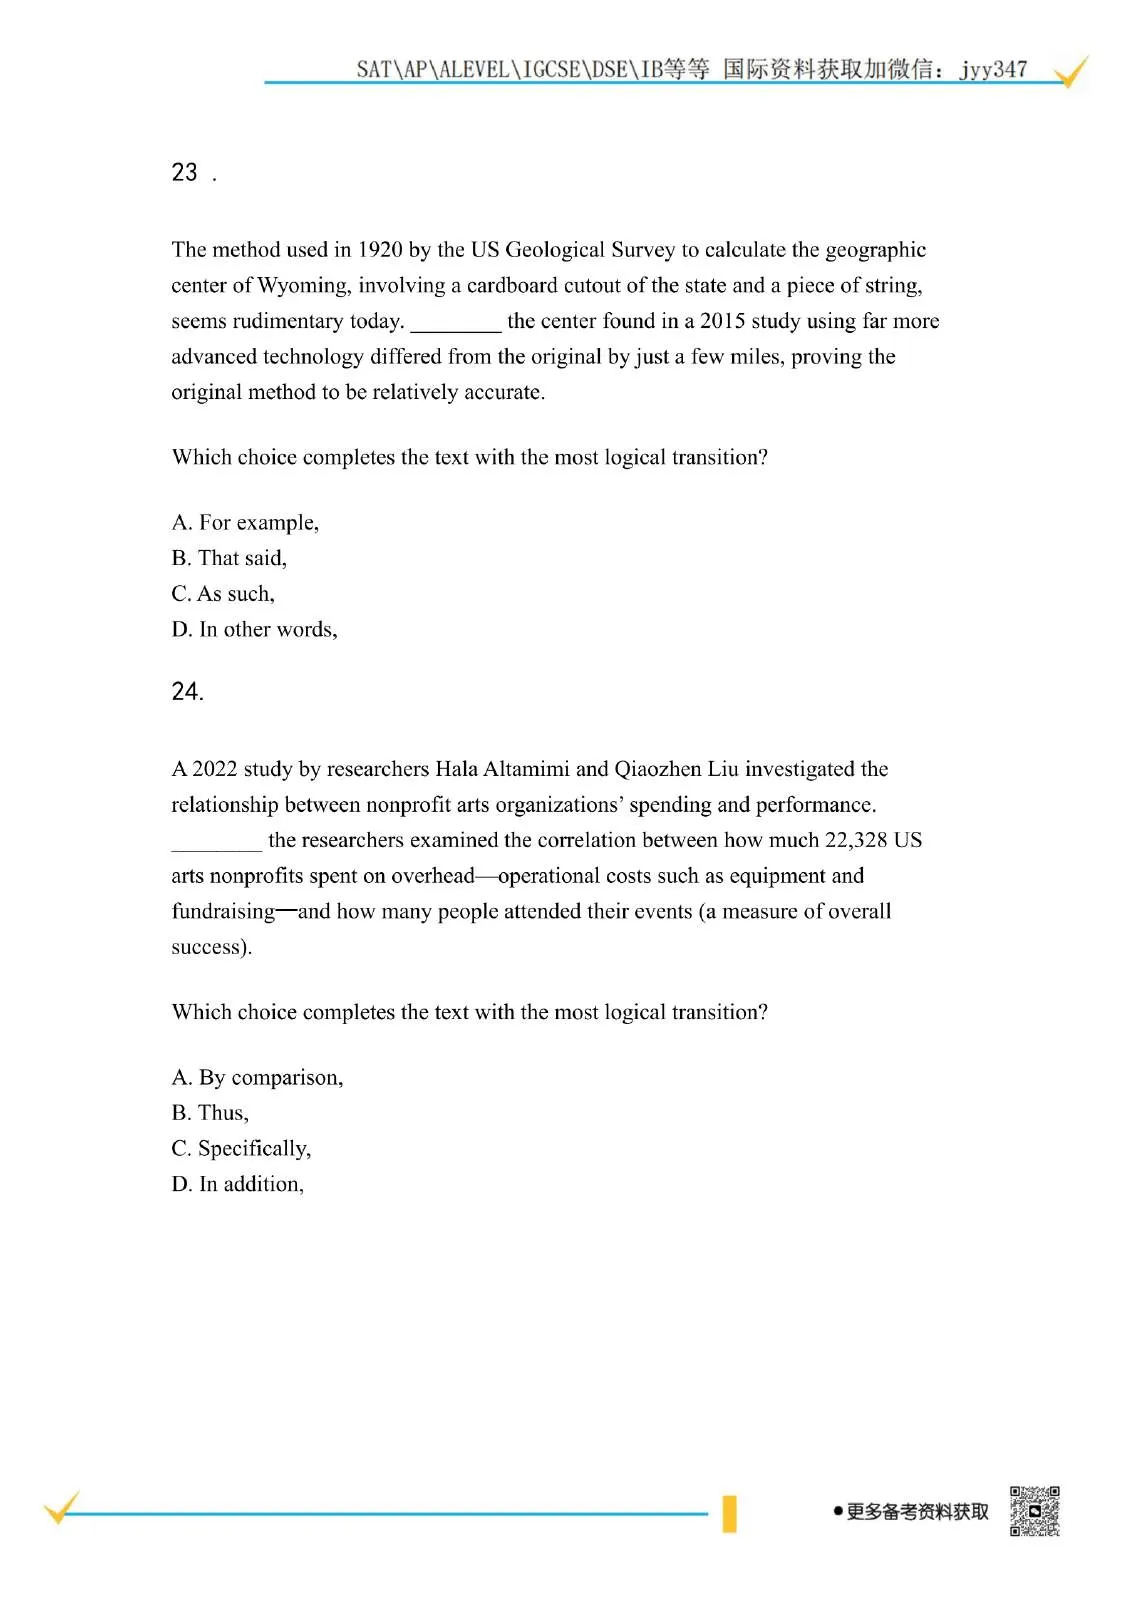 SAT\AP\ALEVEL\IGCSE\DSE\IB等等 国际资料获取加微信：jyy347
23 .
The method used in 1920 by the US Geological Survey to calculate the geographic
center of Wyoming, involving a cardboard cutout of the state and a piece of string,
seems rudimentary today. ________ the center found in a 2015 study using far more
advanced technology differed from the original by just a few miles, proving the
original method to be relatively accurate.
Which choice completes the text with the most logical transition?
A. For example,
B. That said,
C. As such,
D. In other words,
24.
A 2022 study by researchers Hala Altamimi and Qiaozhen Liu investigated the
relationship between nonprofit arts organizations’ spending and performance.
________ the researchers examined the correlation between how much 22,328 US
arts nonprofits spent on overhead—operational costs such as equipment and
fundraising—and how many people attended their events (a measure of overall
success).
Which choice completes the text with the most logical transition?
A. By comparison,
B. Thus,
C. Specifically,
D. In addition,
●更多备考资料获取